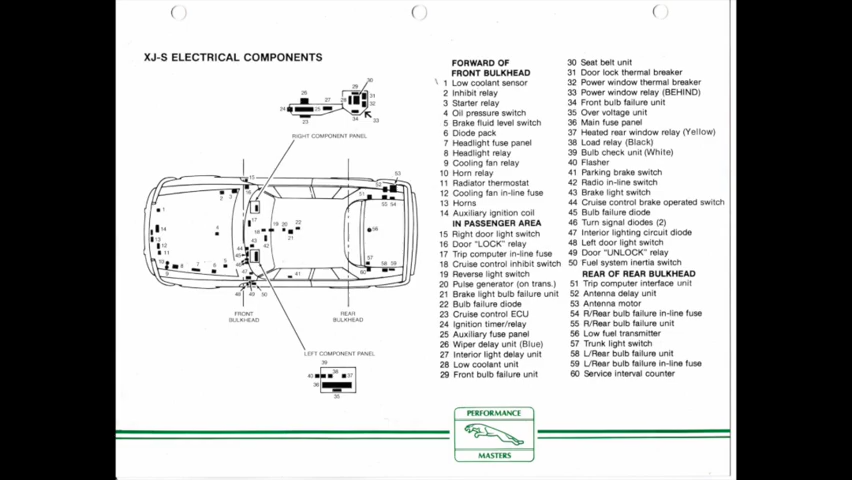 XJ-S ELECTRICAL COMPONENTS
RIGHT COMPONENT PANEL
FRONT
BULKHEAD
REAR
BULKHEAD
LEFT COMPONENT PANEL
FORWARD OF
FRONT BULKHEAD
1 Low coolant sensor
2 Inhibit relay
3 Starter relay
4 Oil pressure switch
5 Brake fluid level switch
6 Diode pack
7 Headlight fuse panel
8 Headlight relay
9 Cooling fan relay
10 Horn relay
11 Radiator thermostat
12 Cooling fan in-line fuse
13 Horns
14 Auxiliary ignition coil
IN PASSENGER AREA
15 Right door light switch
16 Door "LOCK" relay
17 Trip computer in-line fuse
18 Cruise control inhibit switch
19 Reverse light switch
20 Pulse generator (on trans.)
21 Brake light bulb failure unit
22 Bulb failure diode
23 Cruise control ECU
24 Ignition timer/relay
25 Auxiliary fuse panel
26 Wiper delay unit (Blue)
27 Interior light delay unit
28 Low coolant unit
29 Front bulb failure unit
30 Seat belt unit
31 Door lock thermal breaker
32 Power window thermal breaker
33 Power window relay (BEHIND)
34 Front bulb failure unit
35 Over voltage unit
36 Main fuse panel
37 Heated rear window relay (Yellow)
38 Load relay (Black)
39 Bulb check unit (White)
40 Flasher
41 Parking brake switch
42 Radio in-line switch
43 Brake light switch
44 Cruise control brake operated switch
45 Bulb failure diode
46 Turn signal diodes (2)
47 Interior lighting circuit diode
48 Left door light switch
49 Door "UNLOCK" relay
50 Fuel system inertia switch
REAR OF REAR BULKHEAD
51 Trip computer interface unit
52 Antenna delay unit
53 Antenna motor
54 R/Rear bulb failure in-line fuse
55 R/Rear bulb failure unit
56 Low fuel transmitter
57 Trunk light switch
58 L/Rear bulb failure unit
59 L/Rear bulb failure in-line fuse
60 Service interval counter
PERFORMANCE
MASTERS